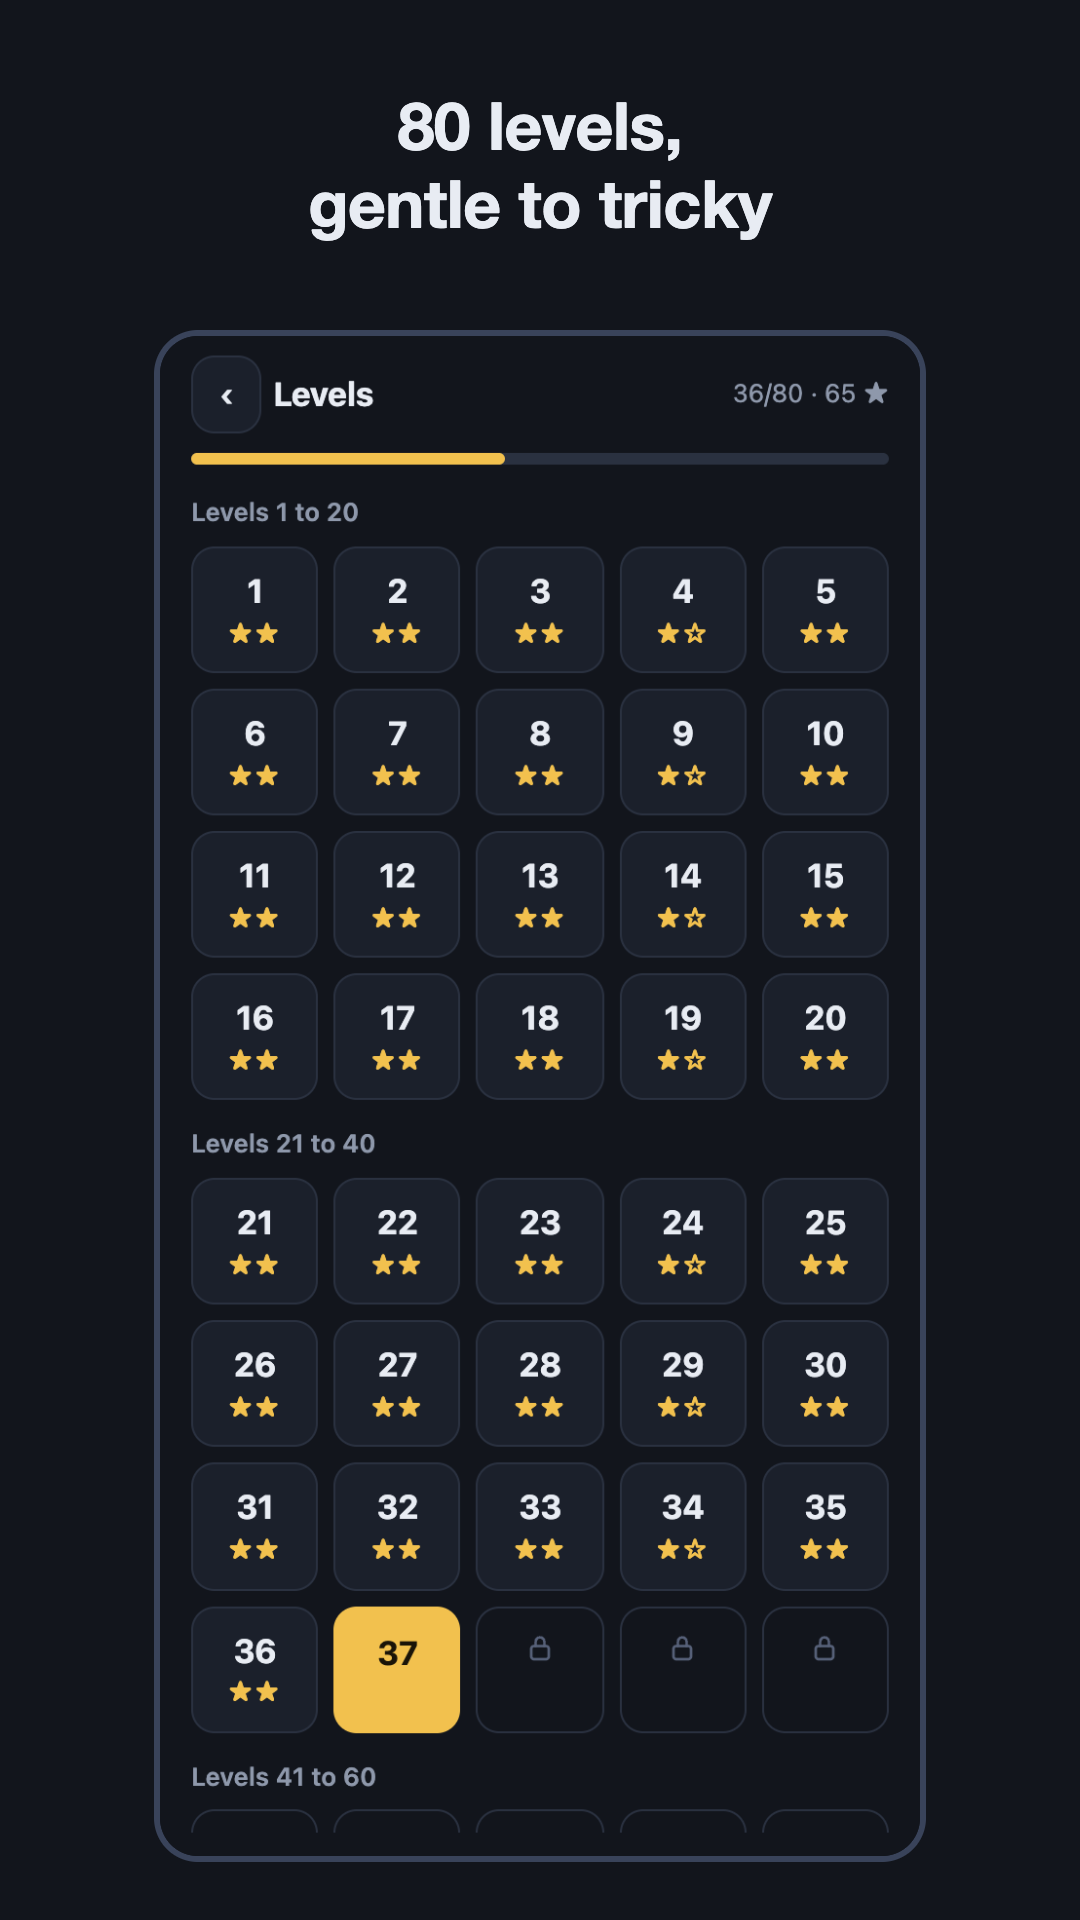 80 levels,
gentle to tricky
‹ Levels 36/80 · 65 ★
Levels 1 to 20
1 2 3 4 5
★★ ★★ ★★ ★☆ ★★
6 7 8 9 10
★★ ★★ ★★ ★☆ ★★
11 12 13 14 15
★★ ★★ ★★ ★☆ ★★
16 17 18 19 20
★★ ★★ ★★ ★☆ ★★
Levels 21 to 40
21 22 23 24 25
★★ ★★ ★★ ★☆ ★★
26 27 28 29 30
★★ ★★ ★★ ★☆ ★★
31 32 33 34 35
★★ ★★ ★★ ★☆ ★★
36 37
★★
Levels 41 to 60